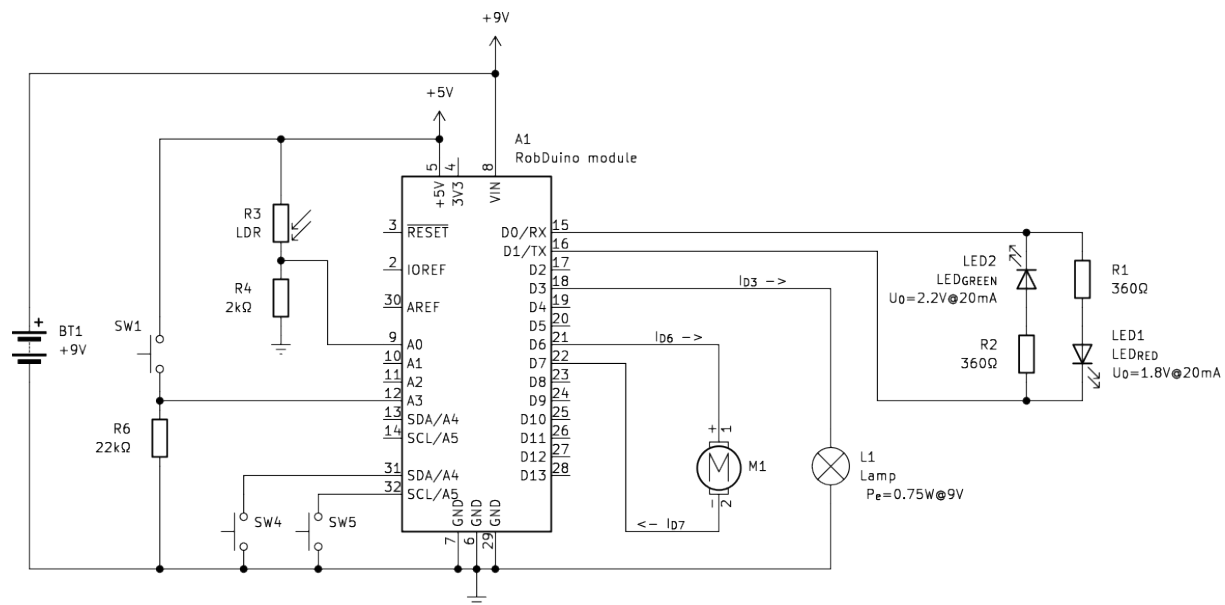 +9V
+5V
A1
RobDuino module
5
4
8
+5V
3V3
VIN
R3
LDR
R4
2kΩ
BT1
+9V
SW1
R6
22kΩ
SW4
SW5
3
RESET
2
IOREF
30
AREF
9
A0
10
A1
11
A2
12
A3
13
SDA/A4
14
SCL/A5
31
SDA/A4
32
SCL/A5
GND
GND
GND
7
6
29
D0/RX
15
D1/TX
16
D2
17
D3
18
D4
19
D5
20
D6
21
D7
22
D8
23
D9
24
D10
25
D11
26
D12
27
D13
28
ID3 ->
ID6 ->
<- ID7
+
1
M
M1
-
2
L1
Lamp
Pe=0.75W@9V
LED2
LEDGREEN
U0=2.2V@20mA
R2
360Ω
R1
360Ω
LED1
LEDRED
U0=1.8V@20mA
+